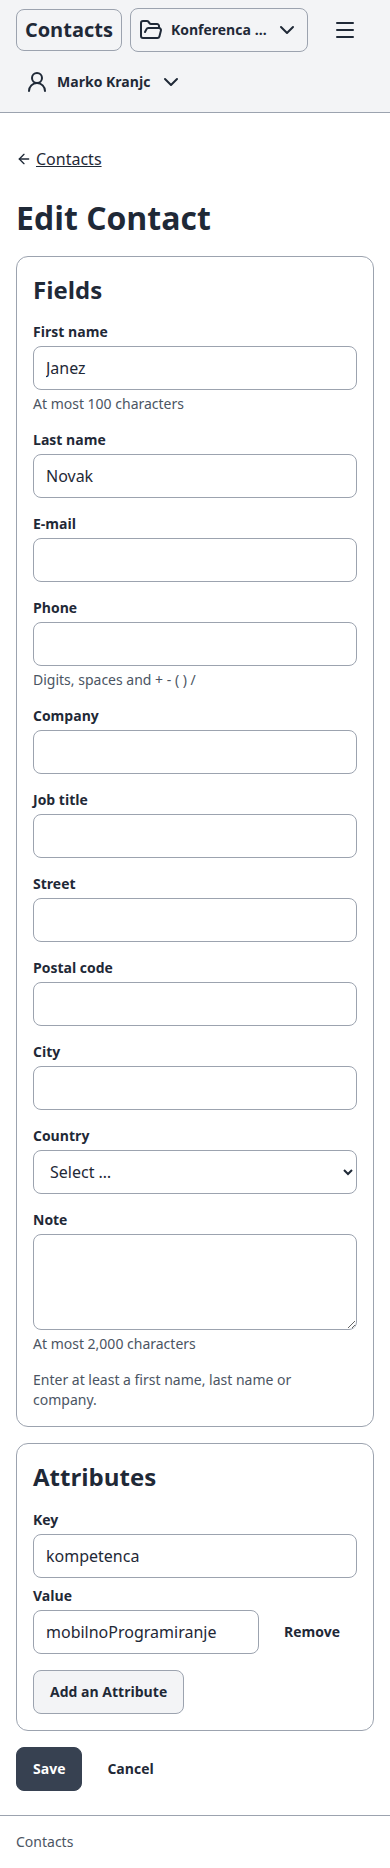 Contacts
Konferenca ...
Marko Kranjc
← Contacts
Edit Contact
Fields
First name
Janez
At most 100 characters
Last name
Novak
E-mail
Phone
Digits, spaces and + - ( ) /
Company
Job title
Street
Postal code
City
Country
Select ...
Note
At most 2,000 characters
Enter at least a first name, last name or
company.
Attributes
Key
kompetenca
Value
mobilnoProgramiranje
Remove
Add an Attribute
Save
Cancel
Contacts